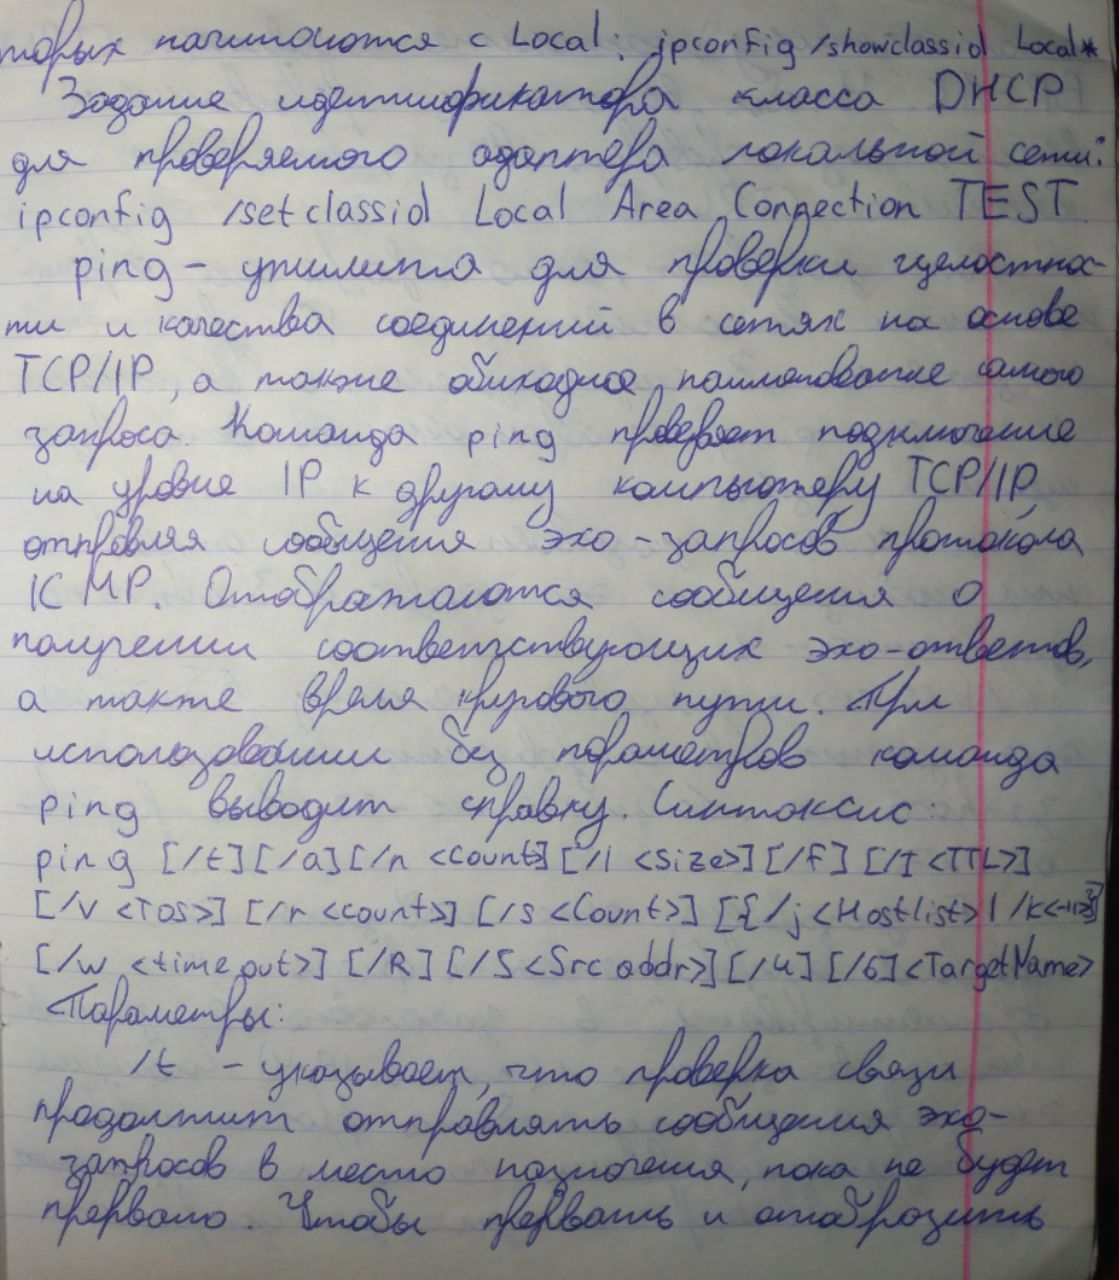 торых начинаются с Local: ipconfig /showclassid Local*
Задание идентификатора класса DHCP
для проверяемого адаптера локальной сети:
ipconfig /setclassid Local Area Connection TEST.
ping – утилита для проверки целостнос-
ти и качества соединений в сетях на основе
TCP/IP, а также обиходное наименование самого
запроса. Команда ping проверяет подключение
на уровне IP к другому компьютеру TCP/IP,
отправляя сообщения эхо-запросов протокола
ICMP. Отображаются сообщения о
получении соответствующих эхо-ответов,
а также время кругового пути. При
использовании без параметров команда
ping выводит справку. Синтаксис:
ping [/t] [/a] [/n <Count] [/l <Size>] [/f] [/I <TTL>]
[/v <TOS>] [/r <count>] [/s <Count>] [{/j <Hostlist> | /k<-11->}]
[/w <timeout>] [/R] [/S <Src addr>] [/4] [/6] <TargetName>
Параметры:
/t – указывает, что проверка связи
продолжит отправлять сообщения эхо-
запросов в место назначения, пока не будет
прервано. Чтобы прервать и отобразить